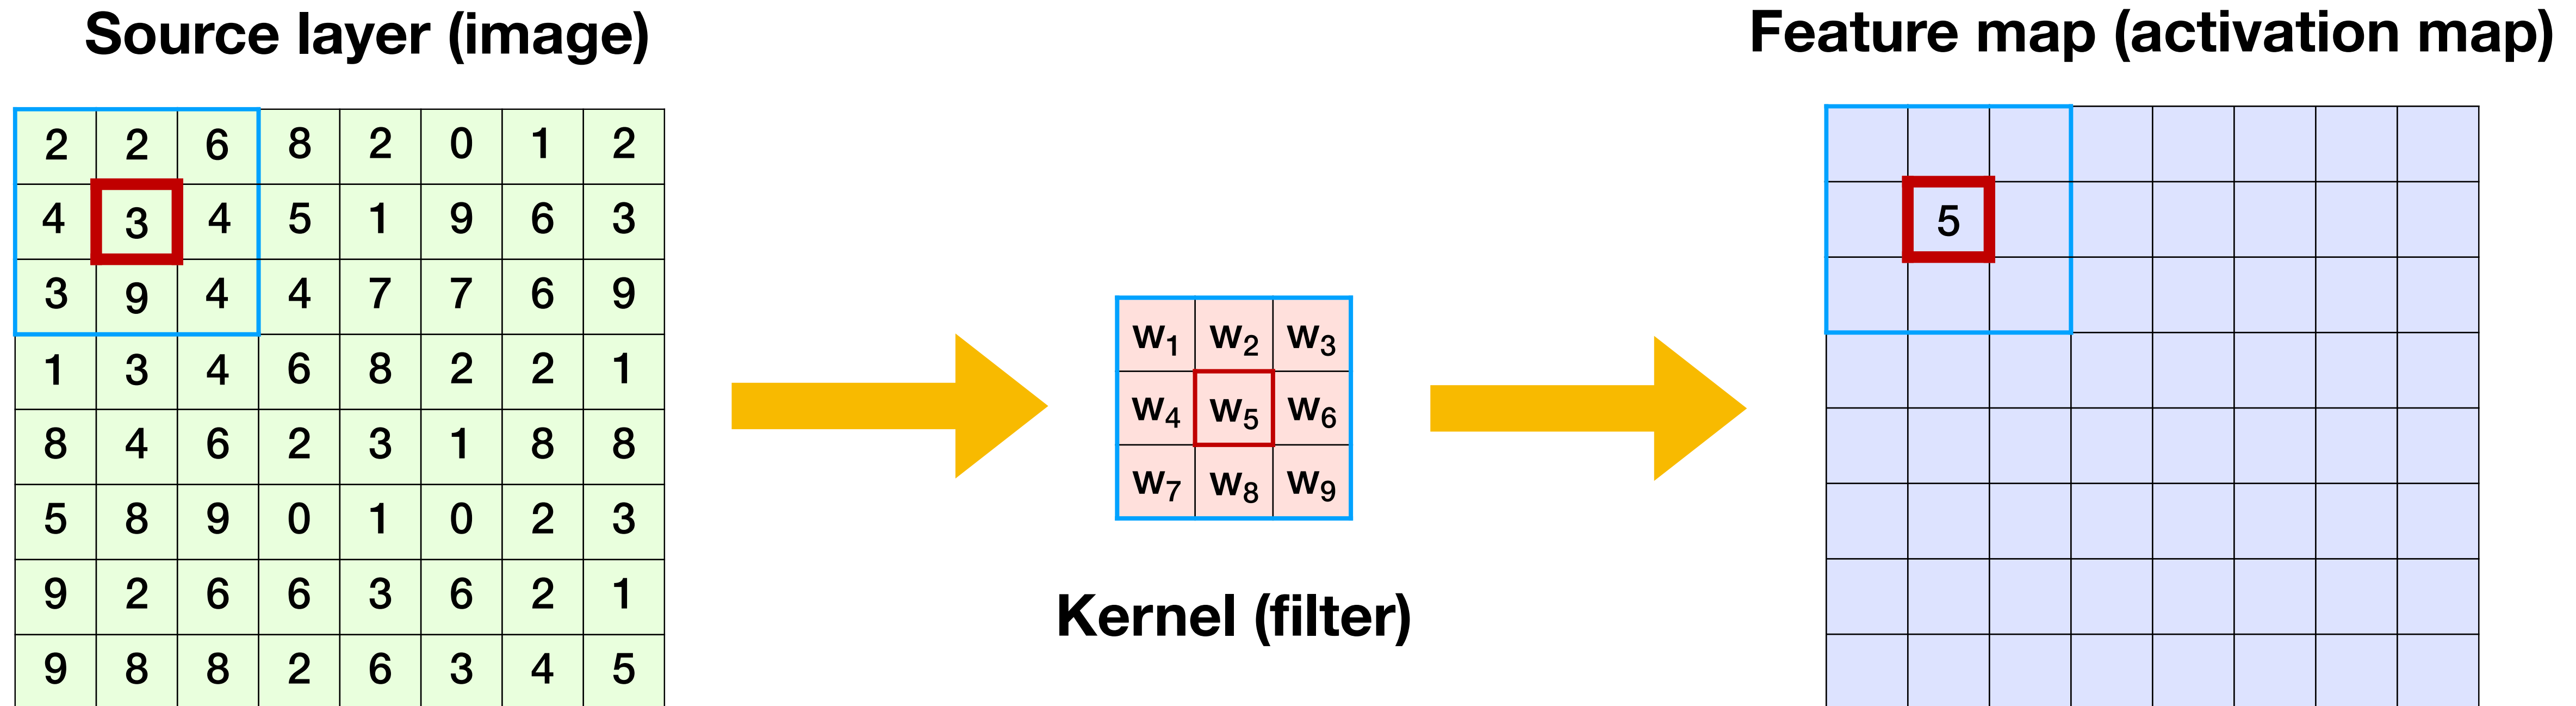 Source layer (image)
Feature map (activation map)
2 2 6 8 2 0 1 2
4 3 4 5 1 9 6 3
3 9 4 4 7 7 6 9
1 3 4 6 8 2 2 1
8 4 6 2 3 1 8 8
5 8 9 0 1 0 2 3
9 2 6 6 3 6 2 1
9 8 8 2 6 3 4 5
w₁ w₂ w₃
w₄ w₅ w₆
w₇ w₈ w₉
Kernel (filter)
5